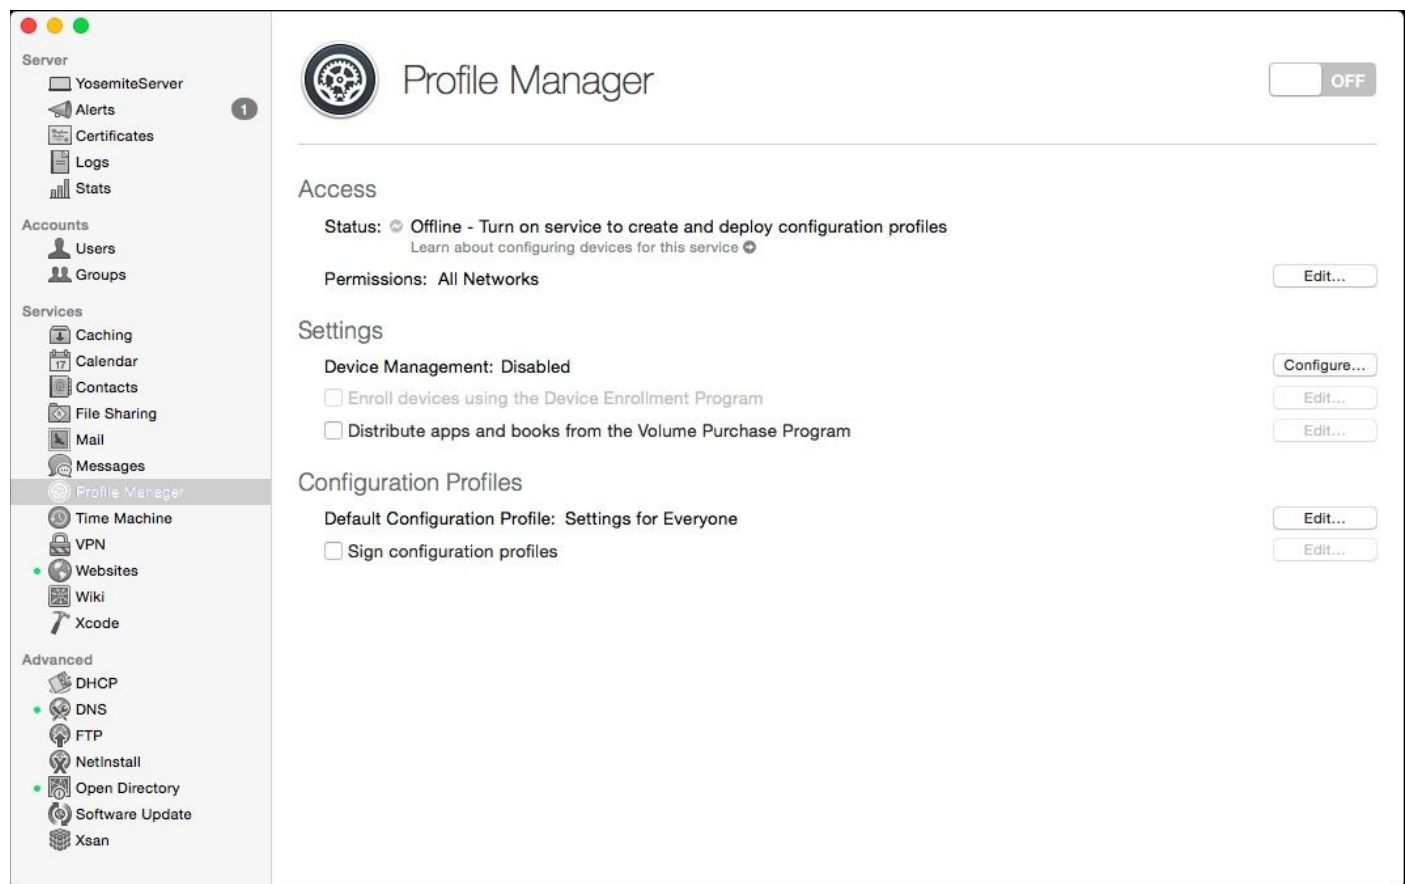 Server
YosemiteServer
Alerts 1
Certificates
Logs
Stats
Accounts
Users
Groups
Services
Caching
17 Calendar
Contacts
File Sharing
Mail
Messages
Profile Manager
Time Machine
VPN
Websites
Wiki
Xcode
Advanced
DHCP
DNS
FTP
NetInstall
Open Directory
Software Update
Xsan
Profile Manager OFF
Access
Status: Offline - Turn on service to create and deploy configuration profiles
Learn about configuring devices for this service
Permissions: All Networks Edit...
Settings
Device Management: Disabled Configure...
Enroll devices using the Device Enrollment Program Edit...
Distribute apps and books from the Volume Purchase Program Edit...
Configuration Profiles
Default Configuration Profile: Settings for Everyone Edit...
Sign configuration profiles Edit...